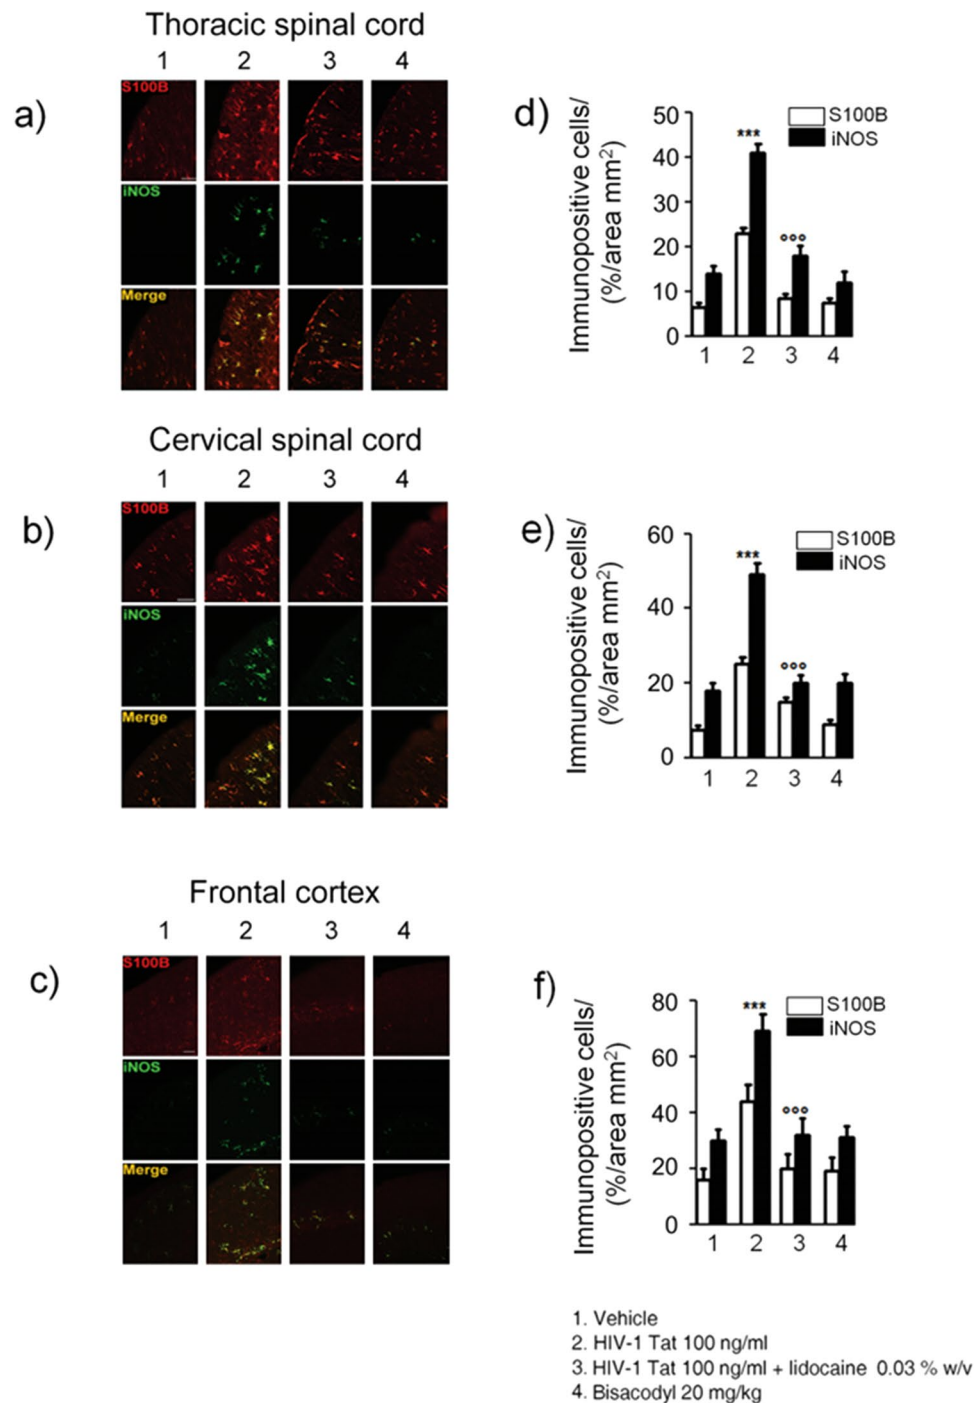 Thoracic spinal cord
1 2 3 4
a)
S100B
iNOS
Merge
d)
Immunopositive cells/
(%/area mm²)
50
40
30
20
10
0
***
°°°
S100B
iNOS
1 2 3 4
Cervical spinal cord
1 2 3 4
b)
S100B
iNOS
Merge
e)
Immunopositive cells/
(%/area mm²)
60
40
20
0
***
°°°
S100B
iNOS
1 2 3 4
Frontal cortex
1 2 3 4
c)
S100B
iNOS
Merge
f)
Immunopositive cells/
(%/area mm²)
80
60
40
20
0
***
°°°
S100B
iNOS
1 2 3 4
1. Vehicle
2. HIV-1 Tat 100 ng/ml
3. HIV-1 Tat 100 ng/ml + lidocaine 0.03 % w/v
4. Bisacodyl 20 mg/kg